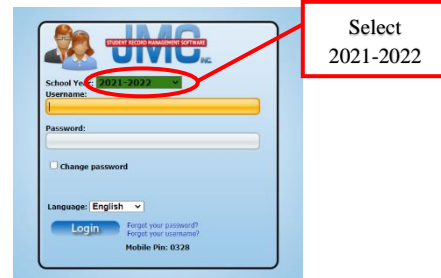 STUDENT RECORD MANAGEMENT SOFTWARE
JMC
INC.
Select
2021-2022
School Year: 2021-2022
Username:
Password:
Change password
Language: English
Login
Forgot your password?
Forgot your username?
Mobile Pin: 0328